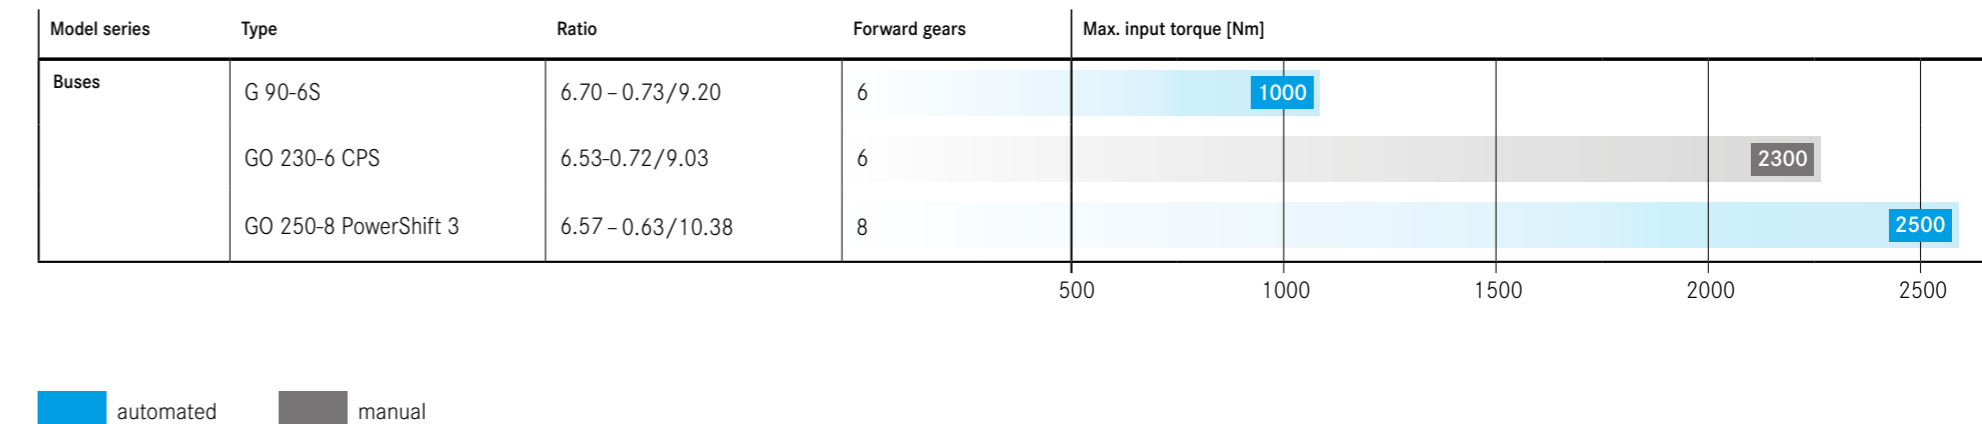 Model series Type Ratio Forward gears Max. input torque [Nm]
Buses G 90-6S 6.70 – 0.73/9.20 6 1000
GO 230-6 CPS 6.53-0.72/9.03 6 2300
GO 250-8 PowerShift 3 6.57 – 0.63/10.38 8 2500
500 1000 1500 2000 2500
automated manual